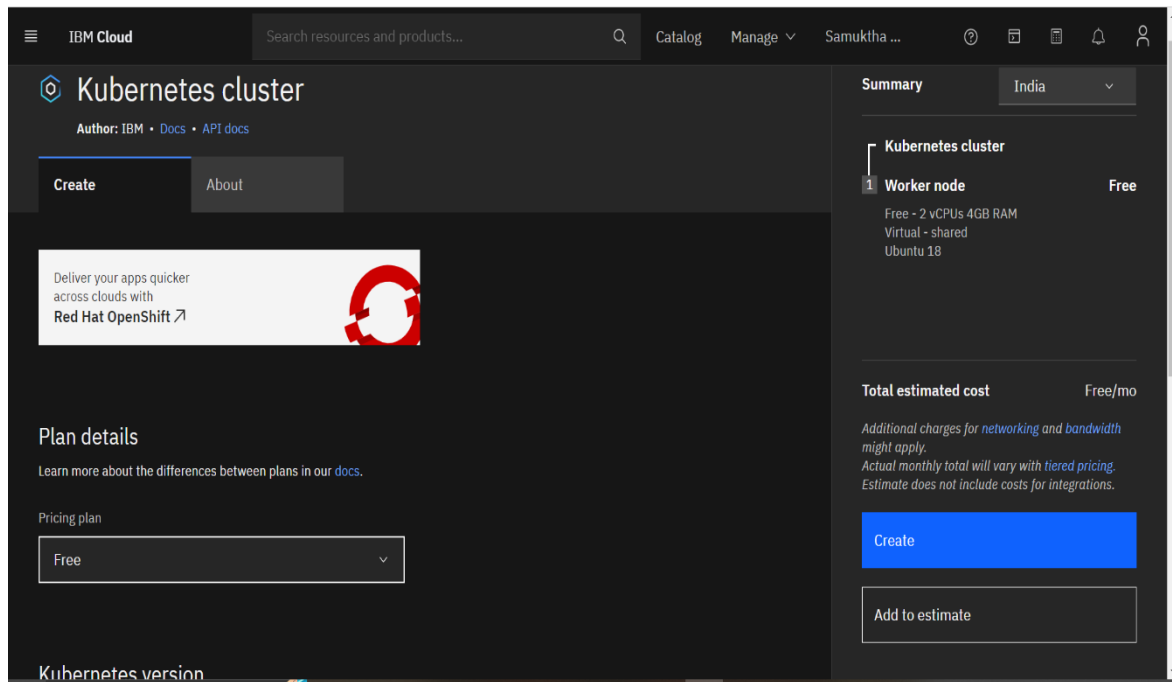 IBM Cloud
Search resources and products...
Catalog
Manage
Samuktha ...
Kubernetes cluster
Author: IBM • Docs • API docs
Create
About
Deliver your apps quicker
across clouds with
Red Hat OpenShift
Plan details
Learn more about the differences between plans in our docs.
Pricing plan
Free
Kubernetes version
Summary
India
Kubernetes cluster
1 Worker node Free
Free - 2 vCPUs 4GB RAM
Virtual - shared
Ubuntu 18
Total estimated cost Free/mo
Additional charges for networking and bandwidth
might apply.
Actual monthly total will vary with tiered pricing.
Estimate does not include costs for integrations.
Create
Add to estimate